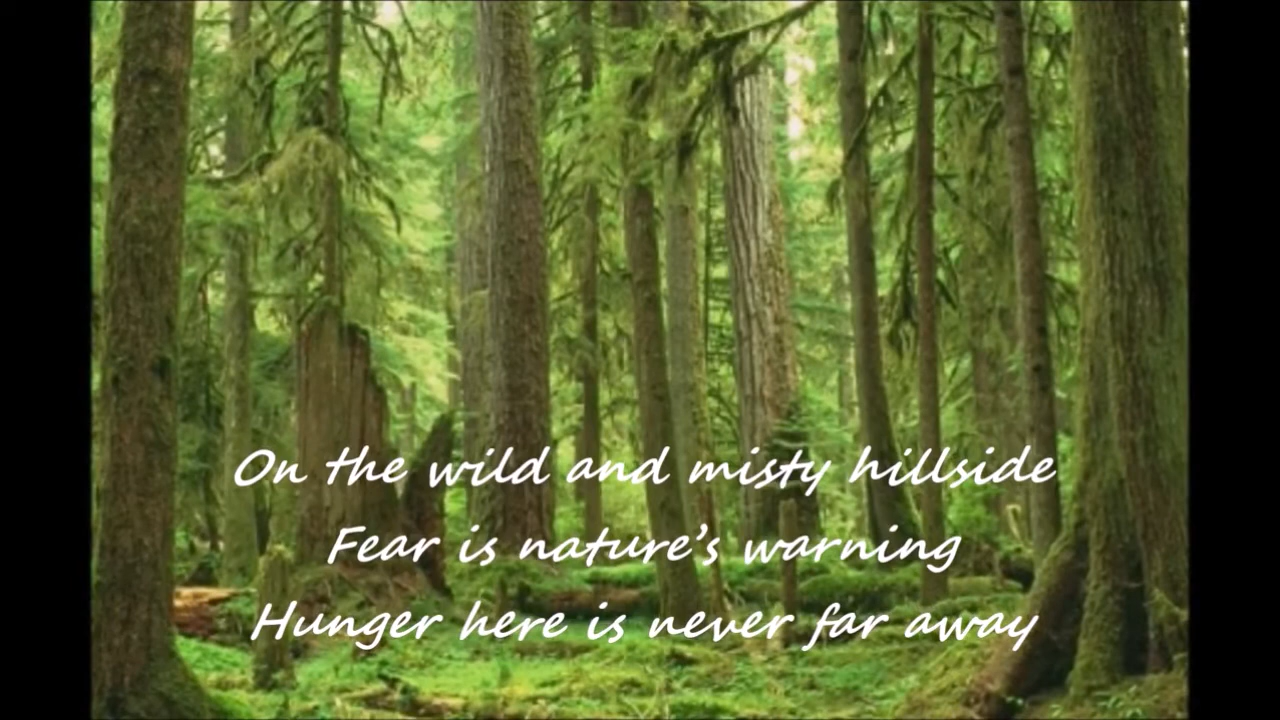 On the wild and misty hillside
Fear is nature's warning
Hunger here is never far away